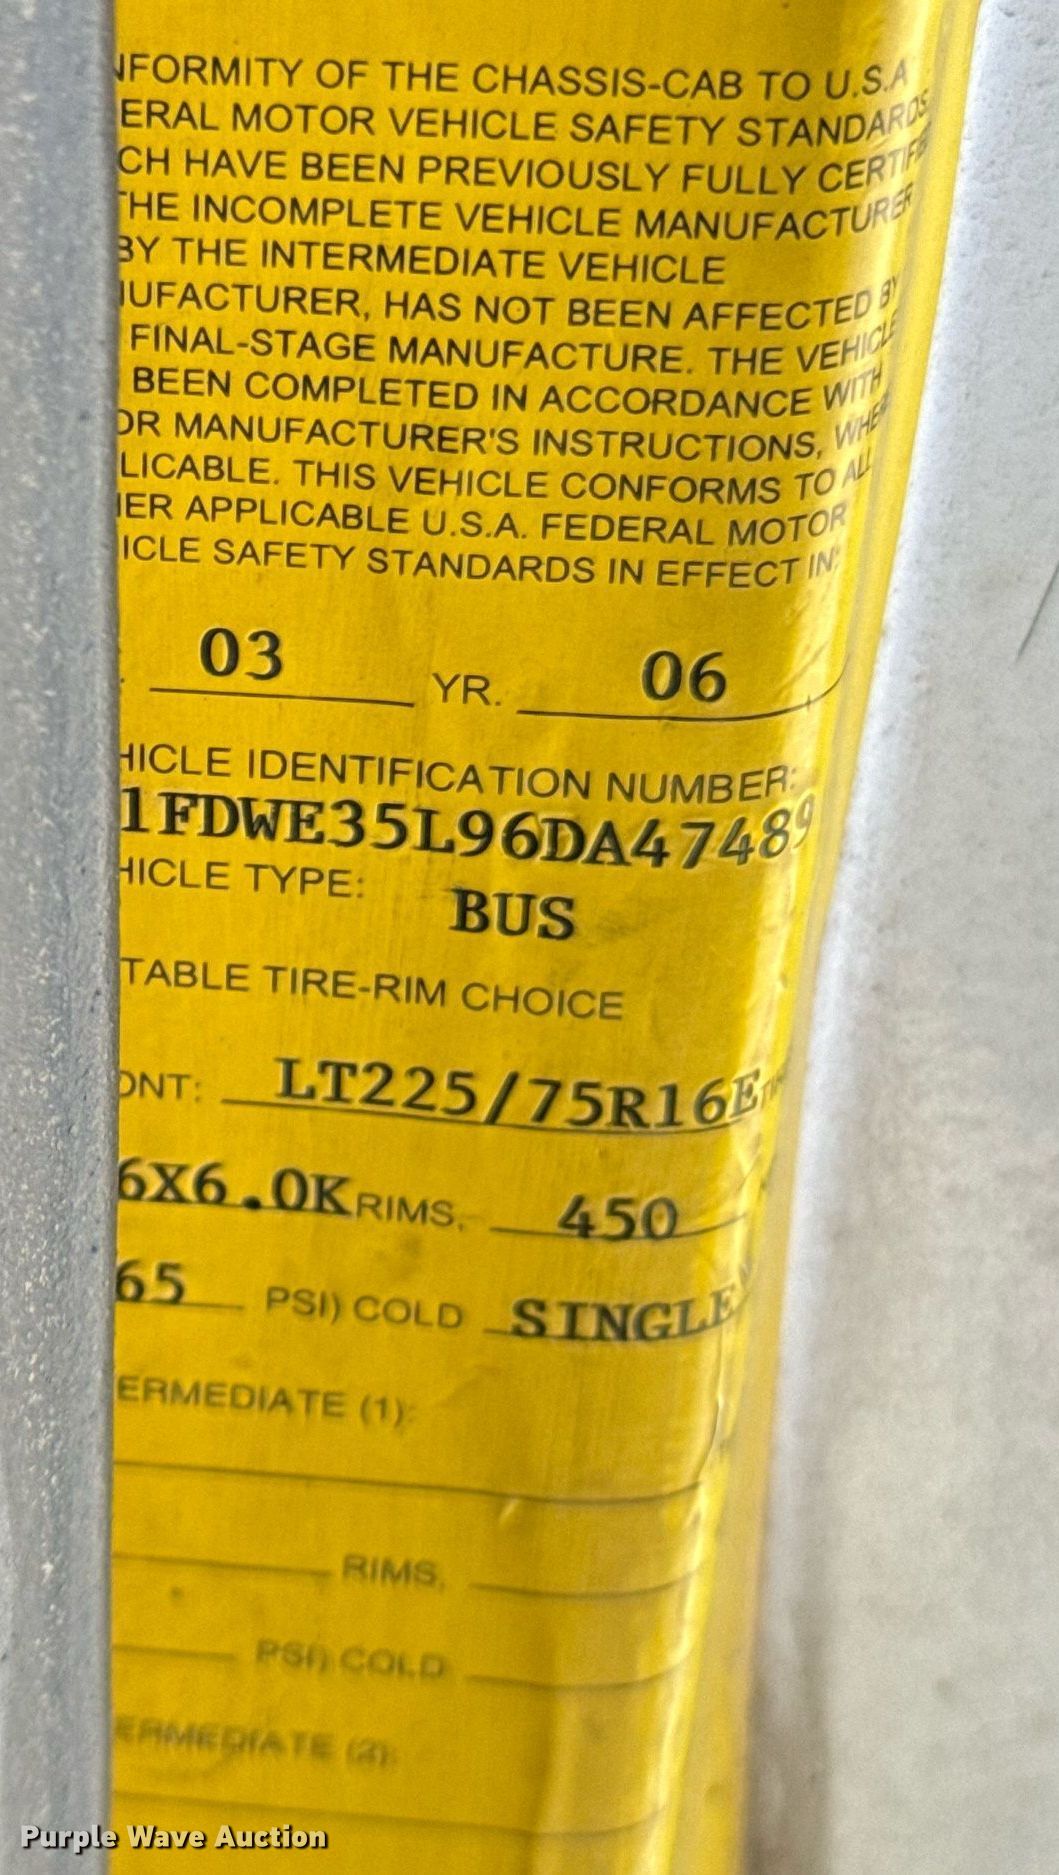 NFORMITY OF THE CHASSIS-CAB TO U.S.A
ERAL MOTOR VEHICLE SAFETY STANDARDS
CH HAVE BEEN PREVIOUSLY FULLY CERTIFIE
THE INCOMPLETE VEHICLE MANUFACTURER
BY THE INTERMEDIATE VEHICLE
NUFACTURER, HAS NOT BEEN AFFECTED BY
FINAL-STAGE MANUFACTURE. THE VEHICLE
BEEN COMPLETED IN ACCORDANCE WITH
OR MANUFACTURER'S INSTRUCTIONS, WHER
LICABLE. THIS VEHICLE CONFORMS TO ALL
HER APPLICABLE U.S.A. FEDERAL MOTOR
ICLE SAFETY STANDARDS IN EFFECT IN:
03 YR. 06
HICLE IDENTIFICATION NUMBER:
1FDWE35L96DA47489
HICLE TYPE: BUS
TABLE TIRE-RIM CHOICE
ONT: LT225/75R16E
6X6.0K RIMS, 450
65 PSI) COLD SINGLE
ERMEDIATE (1):
RIMS,
PSI) COLD
ERMEDIATE (2):
Purple Wave Auction